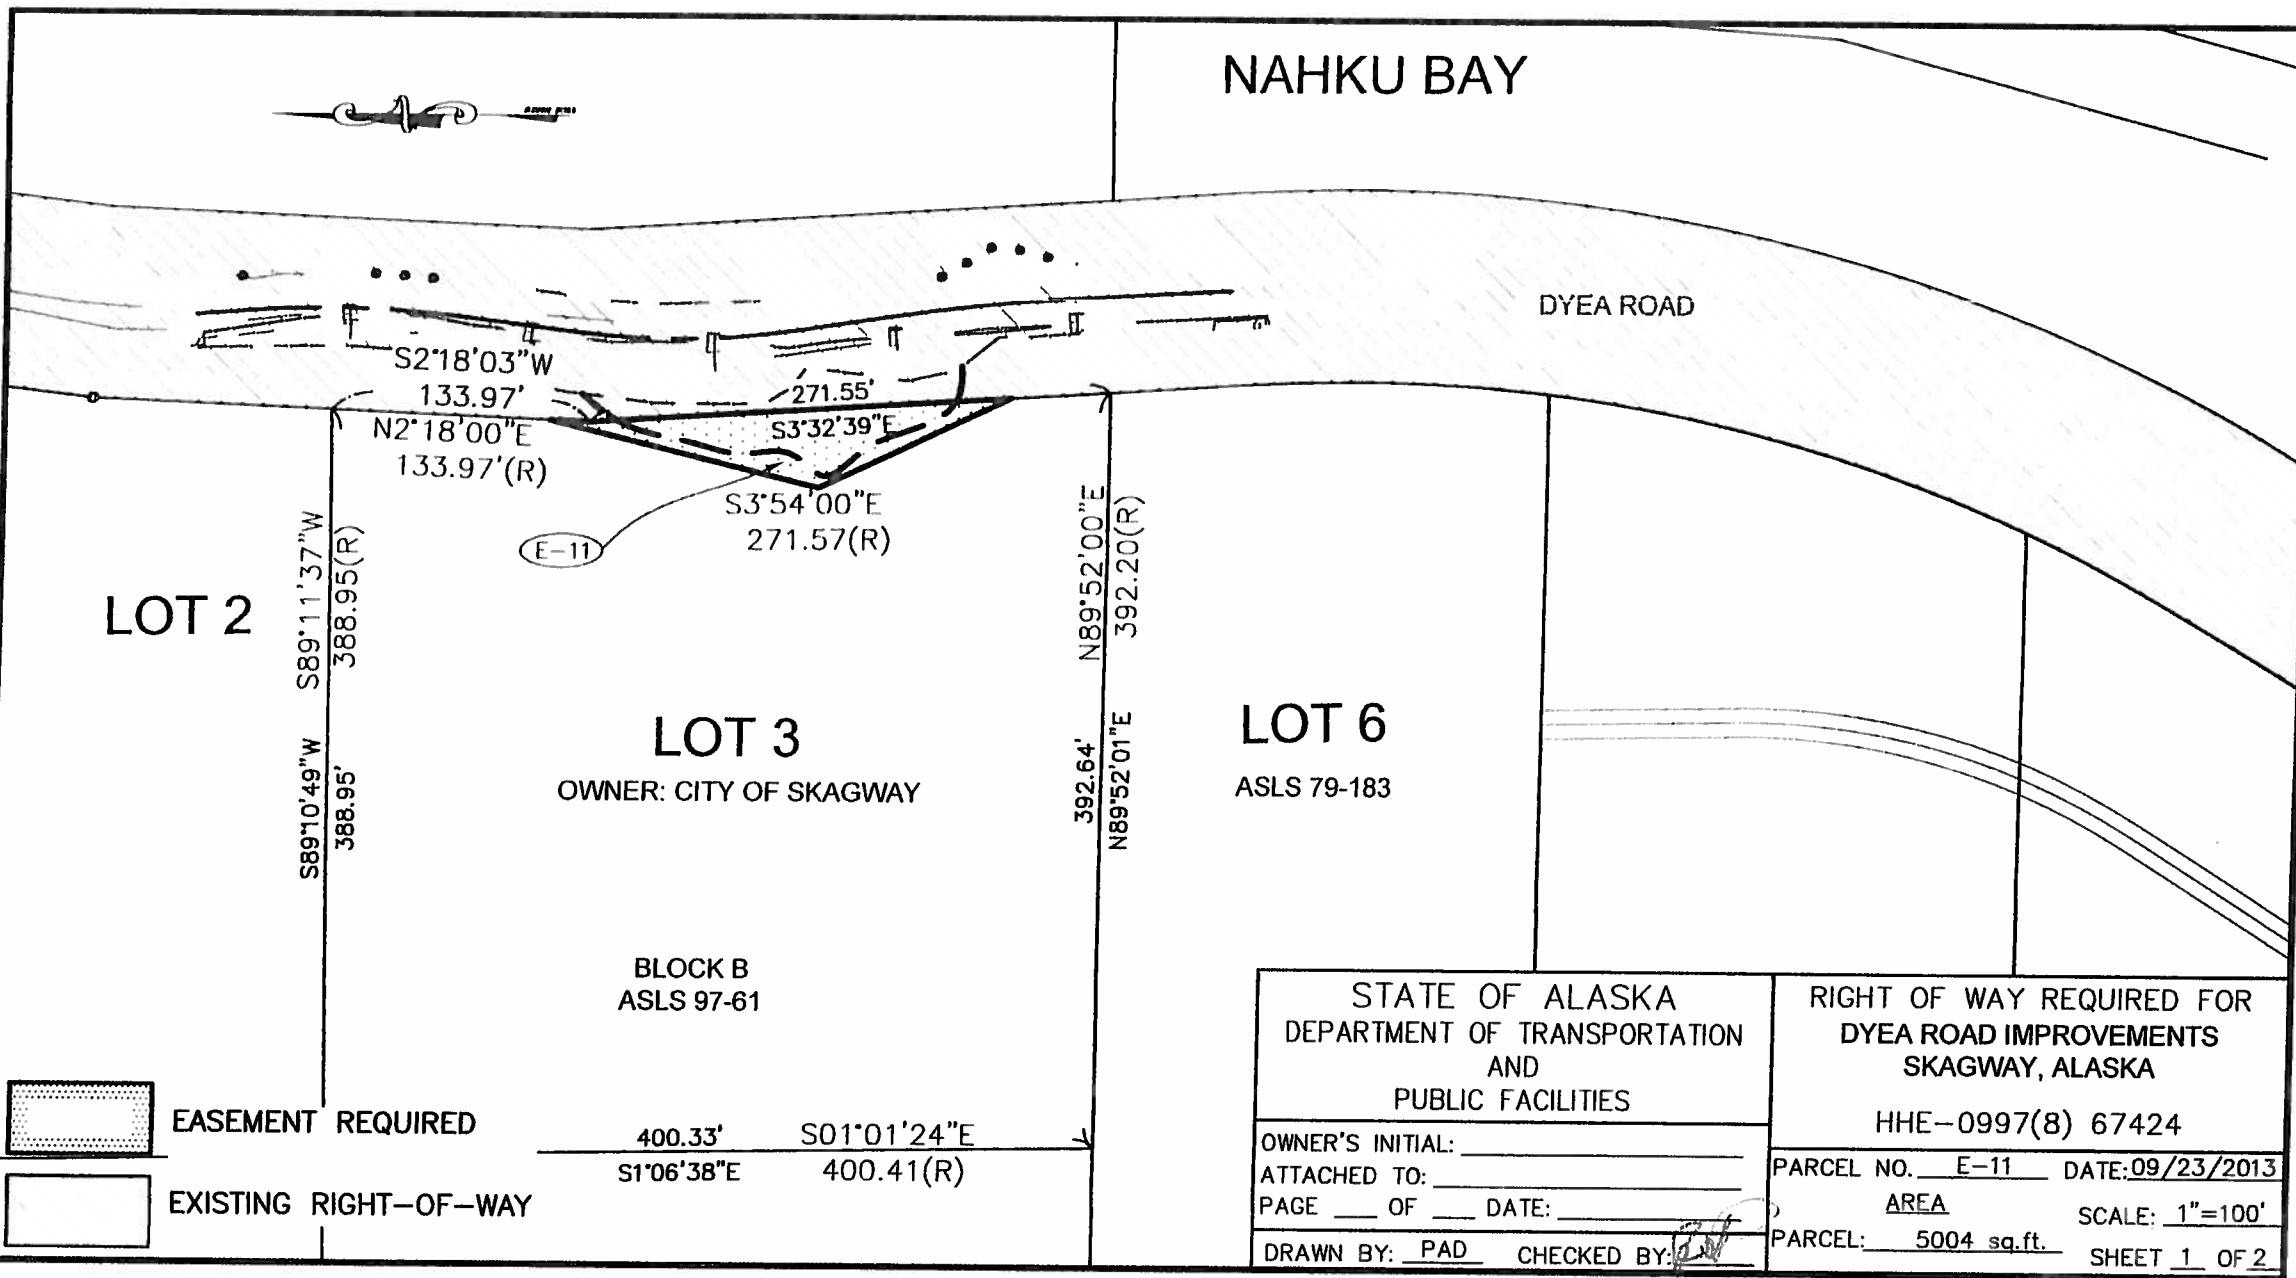 NAHKU BAY
DYEA ROAD
S2°18'03"W
133.97'
N2°18'00"E
133.97'(R)
271.55'
S3°32'39"E
S3°54'00"E
271.57(R)
E-11
S89°11'37"W
388.95(R)
S89°10'49"W
388.95'
N89°52'00"E
392.20(R)
392.64'
N89°52'01"E
LOT 2
LOT 3
OWNER: CITY OF SKAGWAY
LOT 6
ASLS 79-183
BLOCK B
ASLS 97-61
EASEMENT REQUIRED
EXISTING RIGHT-OF-WAY
400.33' S01°01'24"E
S1°06'38"E 400.41(R)
STATE OF ALASKA
DEPARTMENT OF TRANSPORTATION
AND
PUBLIC FACILITIES
OWNER'S INITIAL:
ATTACHED TO:
PAGE ___ OF ___ DATE:
DRAWN BY: PAD CHECKED BY:
RIGHT OF WAY REQUIRED FOR
DYEA ROAD IMPROVEMENTS
SKAGWAY, ALASKA
HHE-0997(8) 67424
PARCEL NO. E-11 DATE: 09/23/2013
AREA
SCALE: 1"=100'
PARCEL: 5004 sq.ft.
SHEET 1 OF 2